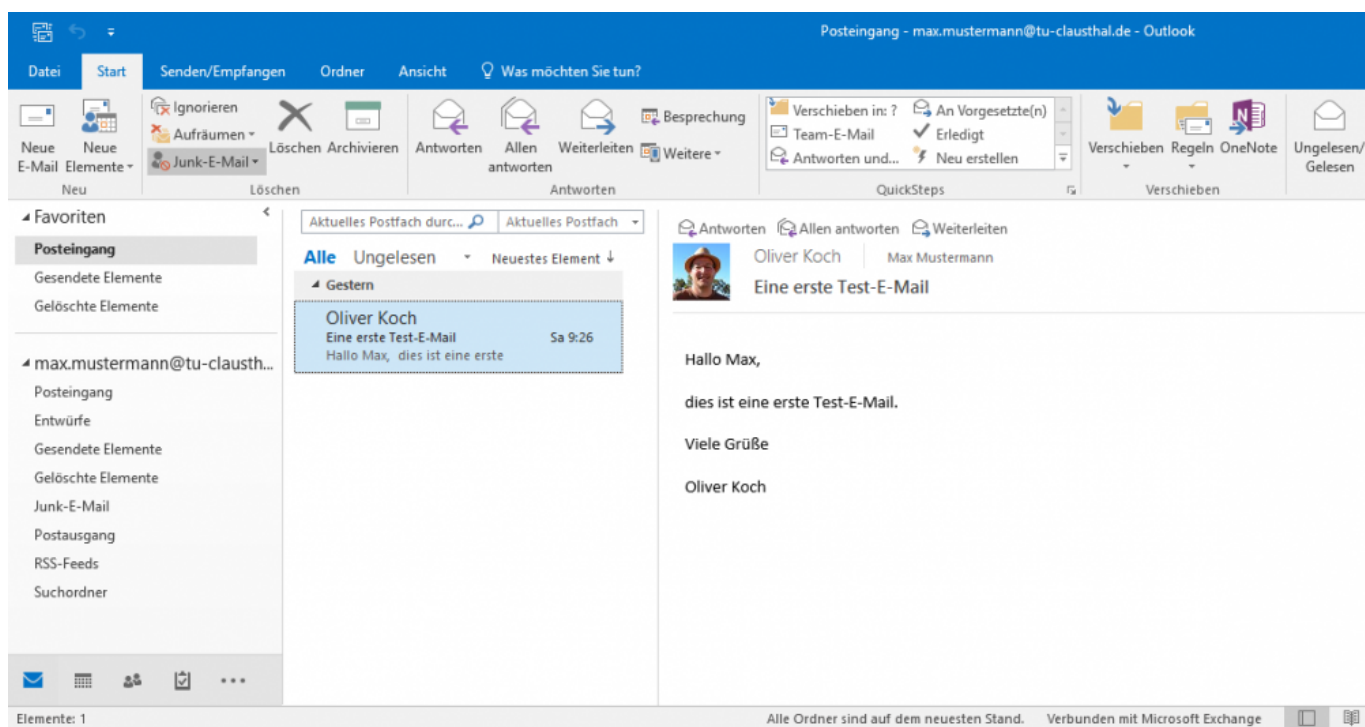 Posteingang - max.mustermann@tu-clausthal.de - Outlook
Datei Start Senden/Empfangen Ordner Ansicht Was möchten Sie tun?
Neue E-Mail
Neue Elemente
Ignorieren
Aufräumen
Junk-E-Mail
Löschen
Archivieren
Antworten
Allen antworten
Weiterleiten
Besprechung
Weitere
Verschieben in: ?
Team-E-Mail
Antworten und...
An Vorgesetzte(n)
Erledigt
Neu erstellen
Verschieben
Regeln
OneNote
Ungelesen/
Gelesen
Neu Löschen Antworten QuickSteps Verschieben
Favoriten
Posteingang
Gesendete Elemente
Gelöschte Elemente
max.mustermann@tu-clausth...
Posteingang
Entwürfe
Gesendete Elemente
Gelöschte Elemente
Junk-E-Mail
Postausgang
RSS-Feeds
Suchordner
Aktuelles Postfach durc... Aktuelles Postfach
Alle Ungelesen Neuestes Element ↓
Gestern
Oliver Koch
Eine erste Test-E-Mail Sa 9:26
Hallo Max, dies ist eine erste
Antworten Allen antworten Weiterleiten
Oliver Koch Max Mustermann
Eine erste Test-E-Mail
Hallo Max,
dies ist eine erste Test-E-Mail.
Viele Grüße
Oliver Koch
Elemente: 1 Alle Ordner sind auf dem neuesten Stand. Verbunden mit Microsoft Exchange